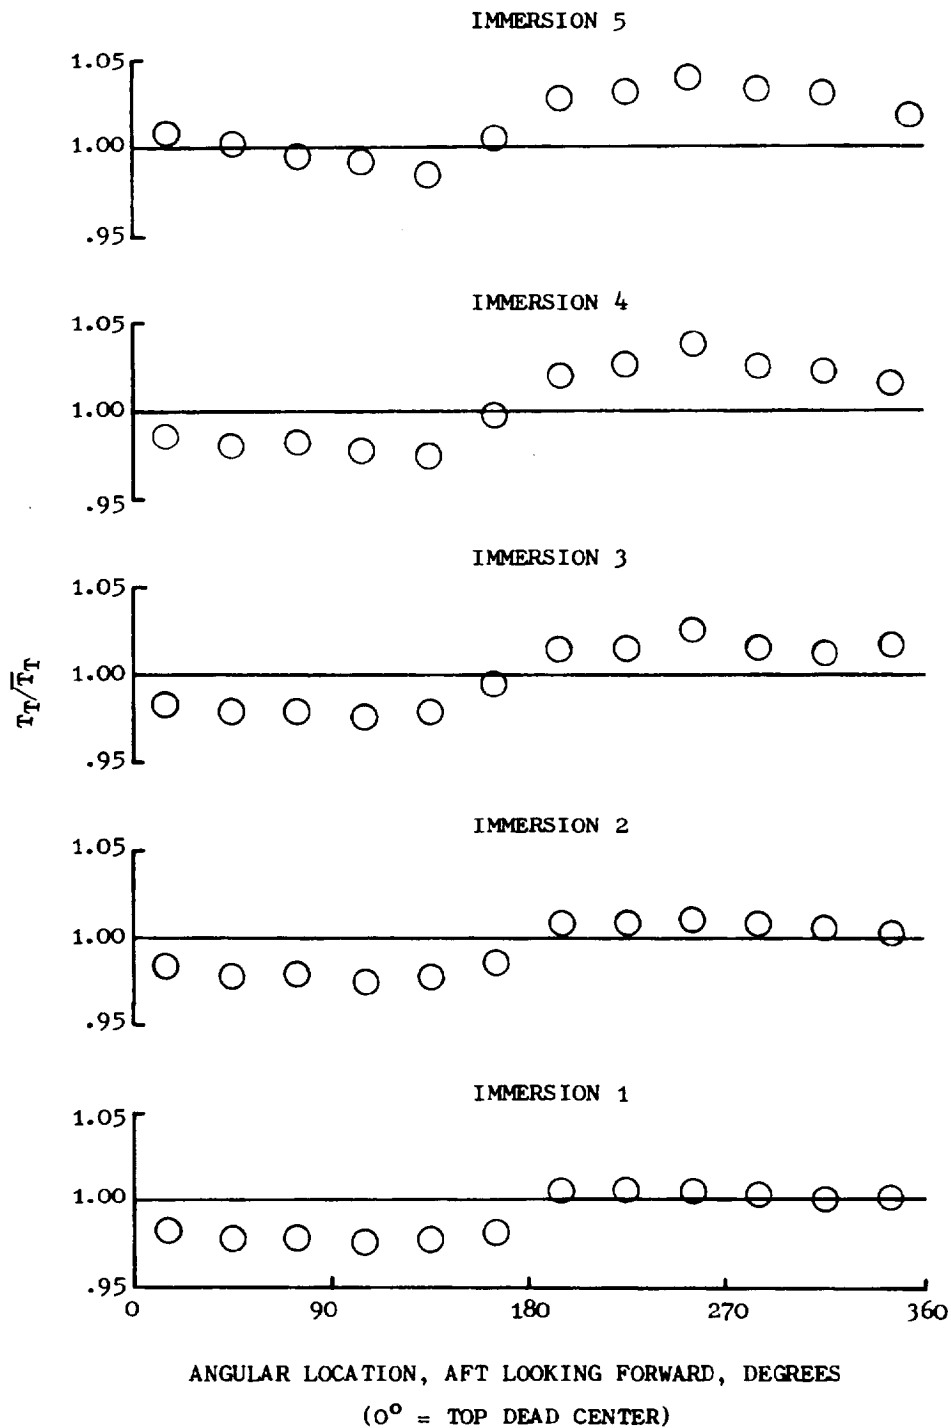 IMMERSION 5
1.05
1.00
.95
IMMERSION 4
1.05
1.00
.95
IMMERSION 3
1.05
1.00
.95
T_T/T̅_T
IMMERSION 2
1.05
1.00
.95
IMMERSION 1
1.05
1.00
.95
0 90 180 270 360
ANGULAR LOCATION, AFT LOOKING FORWARD, DEGREES
(0° = TOP DEAD CENTER)